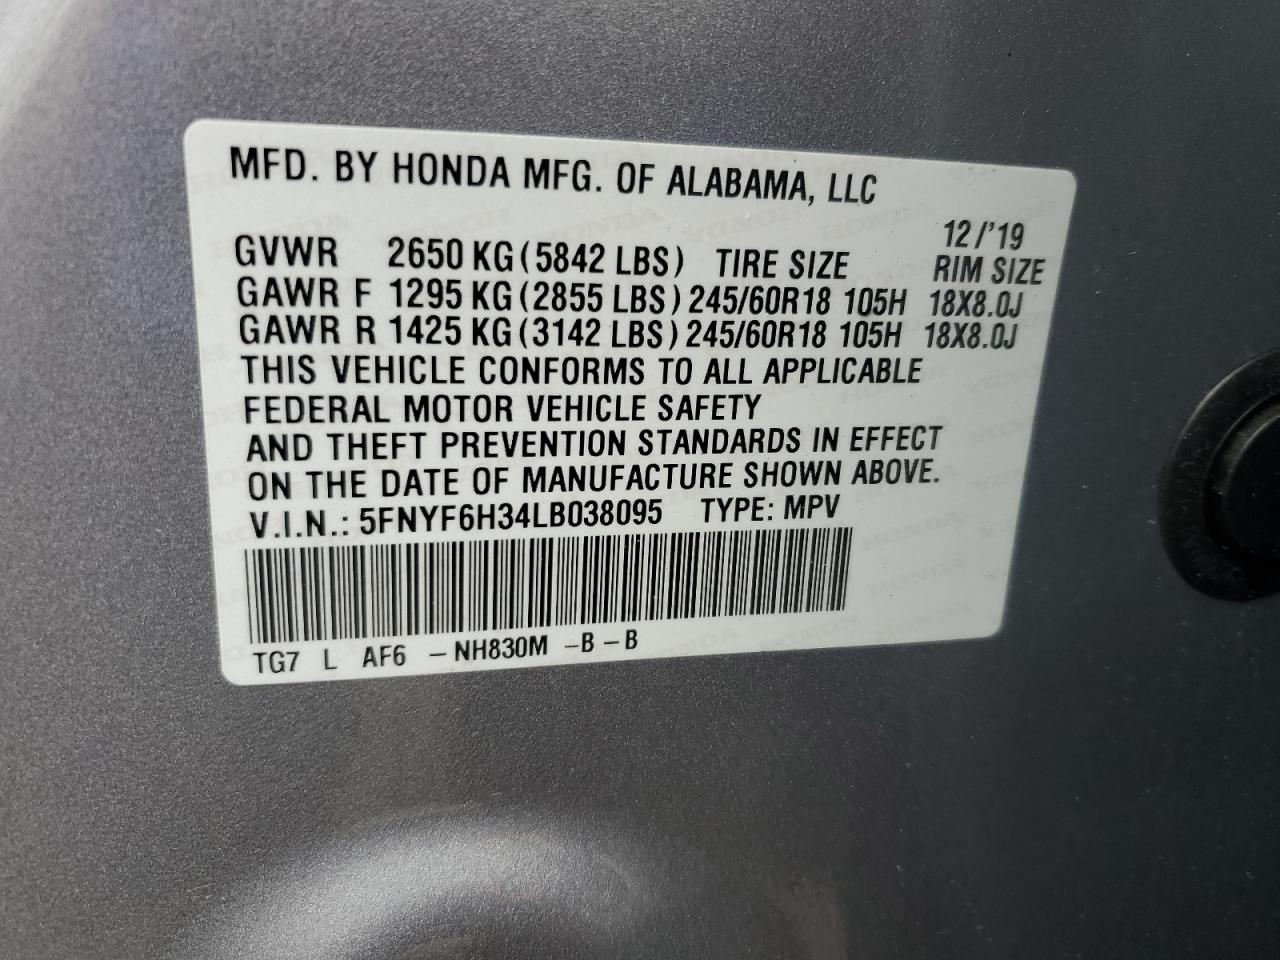 MFD. BY HONDA MFG. OF ALABAMA, LLC
12/'19
GVWR 2650 KG (5842 LBS) TIRE SIZE RIM SIZE
GAWR F 1295 KG (2855 LBS) 245/60R18 105H 18X8.0J
GAWR R 1425 KG (3142 LBS) 245/60R18 105H 18X8.0J
THIS VEHICLE CONFORMS TO ALL APPLICABLE
FEDERAL MOTOR VEHICLE SAFETY
AND THEFT PREVENTION STANDARDS IN EFFECT
ON THE DATE OF MANUFACTURE SHOWN ABOVE.
V.I.N.: 5FNYF6H34LB038095 TYPE: MPV
TG7 L AF6 -NH830M -B-B